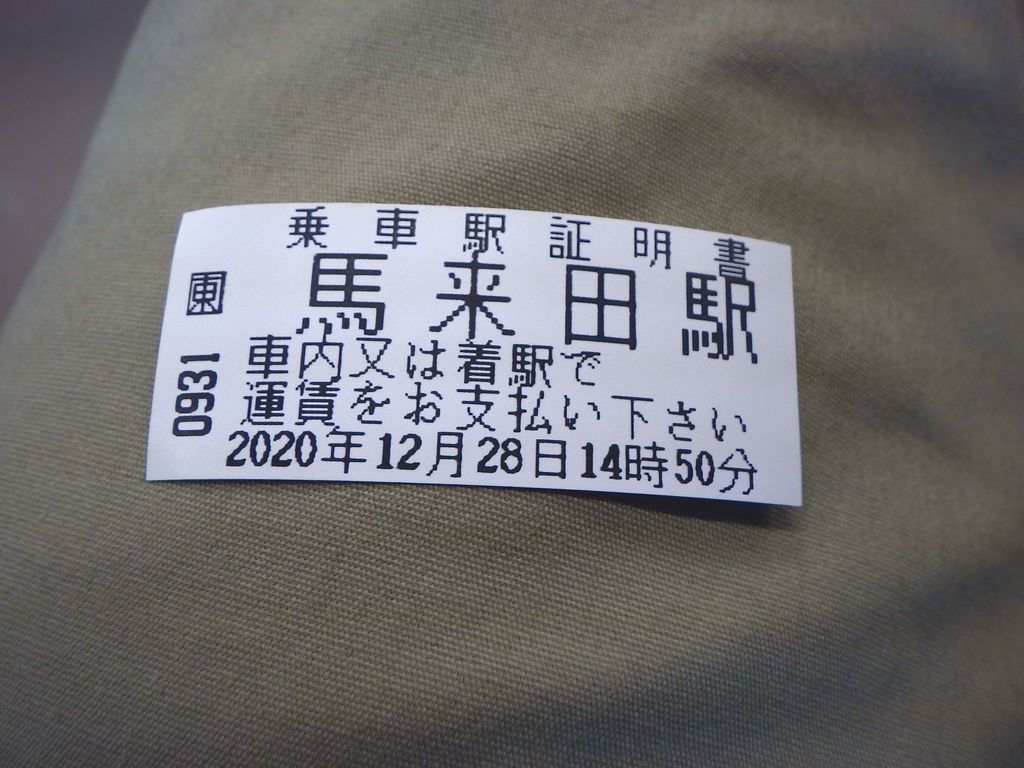 乗車駅証明書
東 馬来田駅
車内又は着駅で
運賃をお支払い下さい
2020年12月28日14時50分
0931